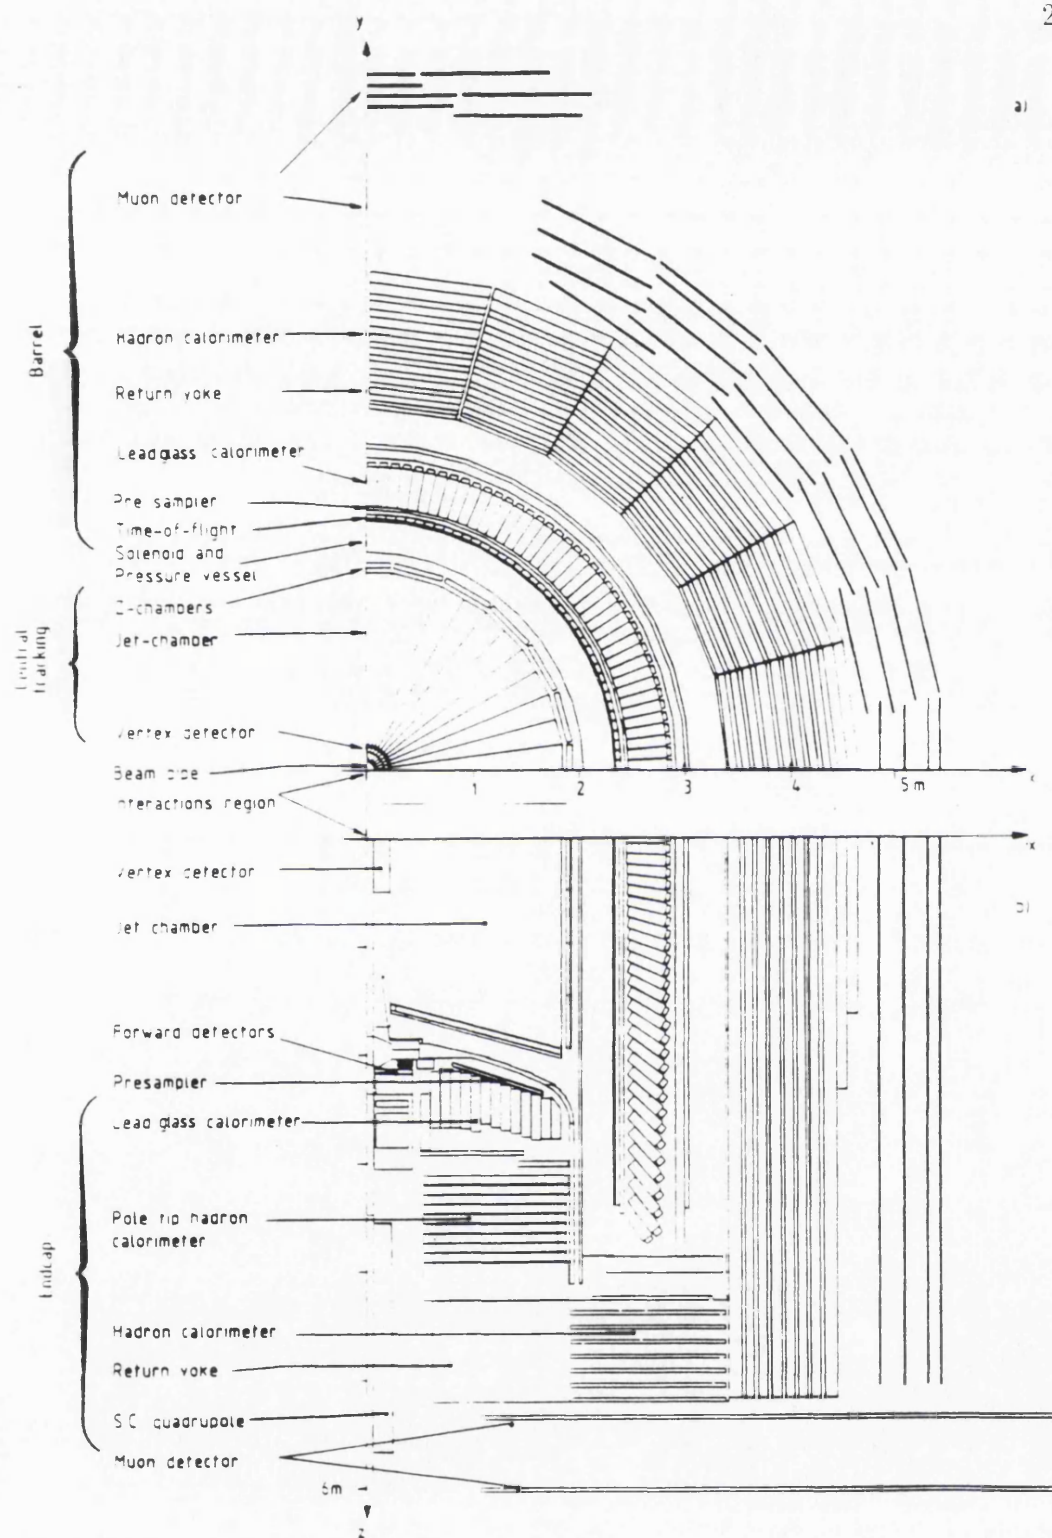 2
y
a)
Muon detector
Barrel
Hadron calorimeter
Return yoke
Leadglass calorimeter
Pre sampler
Time-of-flight
Solenoid and
Pressure vessel
Z-chambers
Jet-chamber
Central
tracking
Vertex detector
Beam pipe
Interactions region
1 2 3 4 5m
x
Vertex detector
b)
Jet chamber
Forward detectors
Presampler
Lead glass calorimeter
Pole tip hadron
calorimeter
Endcap
Hadron calorimeter
Return yoke
S.C. quadrupole
Muon detector
6m
z